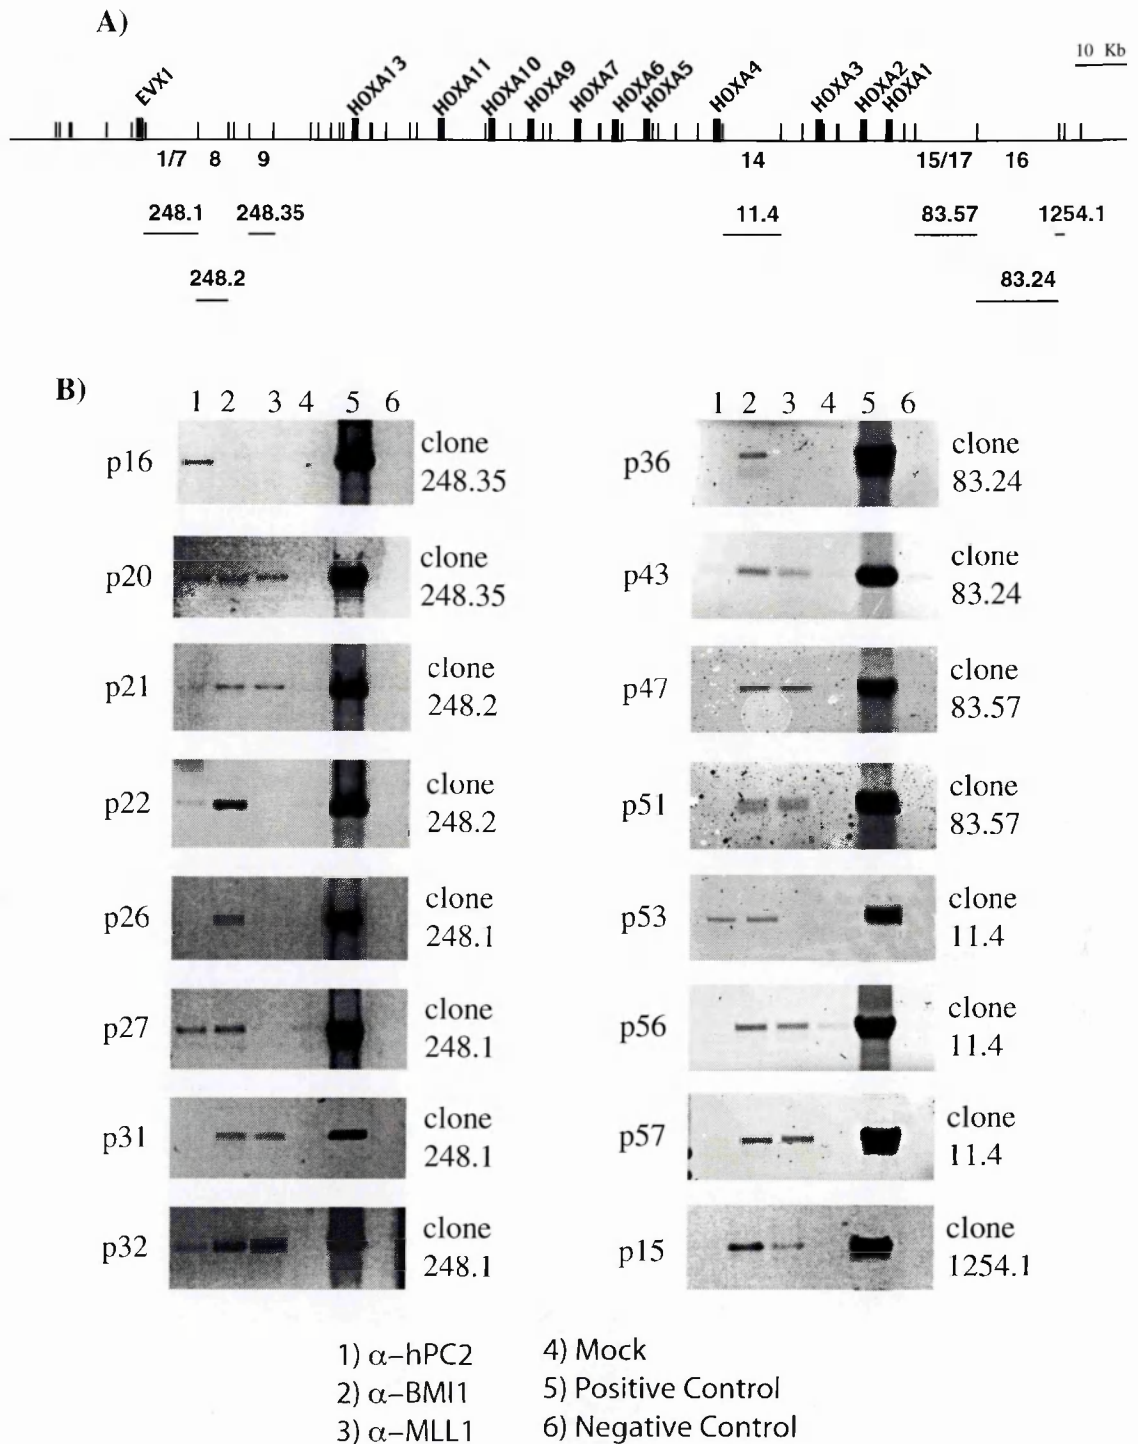 A)
10 Kb
EVX1 HOXA13 HOXA11 HOXA10 HOXA9 HOXA7 HOXA6 HOXA5 HOXA4 HOXA3 HOXA2 HOXA1
1/7 8 9 14 15/17 16
248.1 248.35 11.4 83.57 1254.1
248.2 83.24
B)
1 2 3 4 5 6
p16 clone
248.35
p20 clone
248.35
p21 clone
248.2
p22 clone
248.2
p26 clone
248.1
p27 clone
248.1
p31 clone
248.1
p32 clone
248.1
1 2 3 4 5 6
p36 clone
83.24
p43 clone
83.24
p47 clone
83.57
p51 clone
83.57
p53 clone
11.4
p56 clone
11.4
p57 clone
11.4
p15 clone
1254.1
1) α–hPC2
2) α–BMI1
3) α–MLL1
4) Mock
5) Positive Control
6) Negative Control